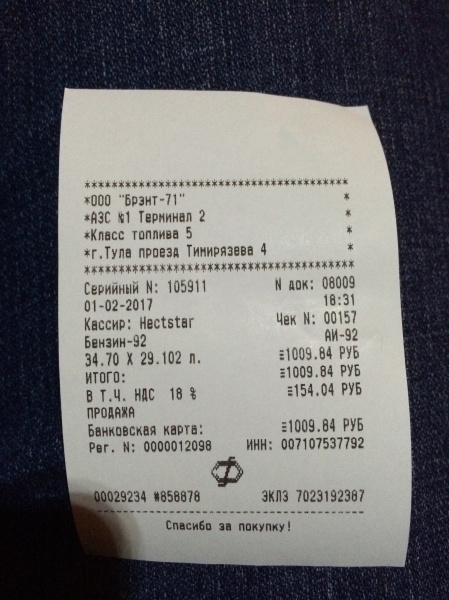 ************************************
*ООО "Брэнт-71" *
*АЗС №1 Терминал 2 *
*Класс топлива 5 *
*г.Тула проезд Тимирязева 4 *
************************************
Серийный N: 105911 N док: 08009
01-02-2017 18:31
Кассир: Hectstar Чек N: 00157
Бензин-92 АИ-92
34.70 X 29.102 л. ≡1009.84 РУБ
ИТОГО: ≡1009.84 РУБ
В Т.Ч. НДС 18 % ≡154.04 РУБ
ПРОДАЖА
Банковская карта: ≡1009.84 РУБ
Рег. N: 0000012098 ИНН: 007107537792
00029234 #858878 ЭКЛЗ 7023192387
Спасибо за покупку!